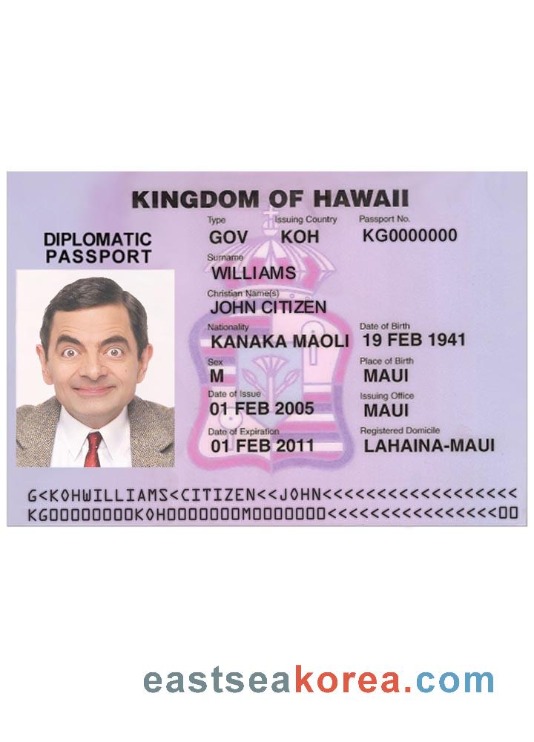 KINGDOM OF HAWAII
Type Issuing Country Passport No.
DIPLOMATIC PASSPORT
GOV KOH KG0000000
Surname
WILLIAMS
Christian Name(s)
JOHN CITIZEN
Nationality Date of Birth
KANAKA MAOLI 19 FEB 1941
Sex Place of Birth
M MAUI
Date of Issue Issuing Office
01 FEB 2005 MAUI
Date of Expiration Registered Domicile
01 FEB 2011 LAHAINA-MAUI
G<KOHWILLIAMS<CITIZEN<<JOHN<<<<<<<<<<<<<<<<<
KG00000000KOH0000000M0000000<<<<<<<<<<<<<<<<00
eastseakorea.com